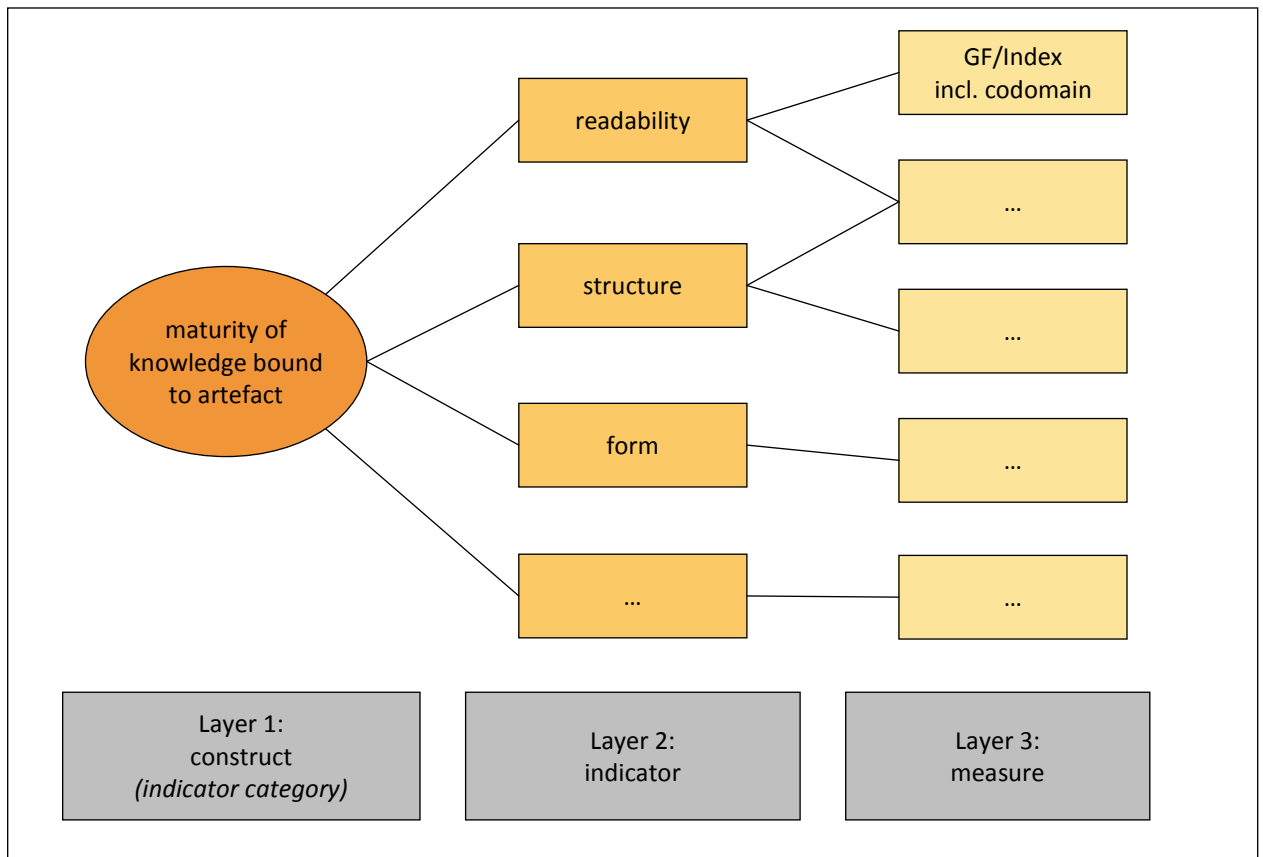 GF/Index
incl. codomain
readability
…
structure
maturity of
knowledge bound
to artefact
…
form
…
…
…
Layer 1:
construct
(indicator category)
Layer 2:
indicator
Layer 3:
measure